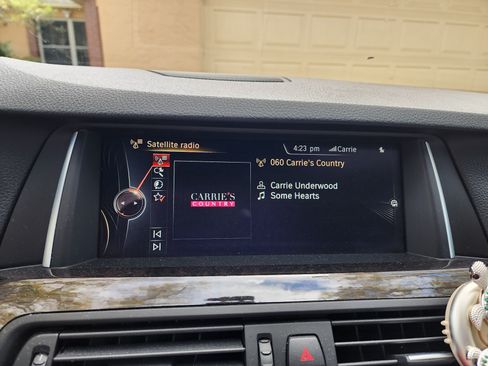 Satellite radio
4:23 pm Carrie
060 Carrie's Country
CARRIE'S
COUNTRY
Carrie Underwood
Some Hearts